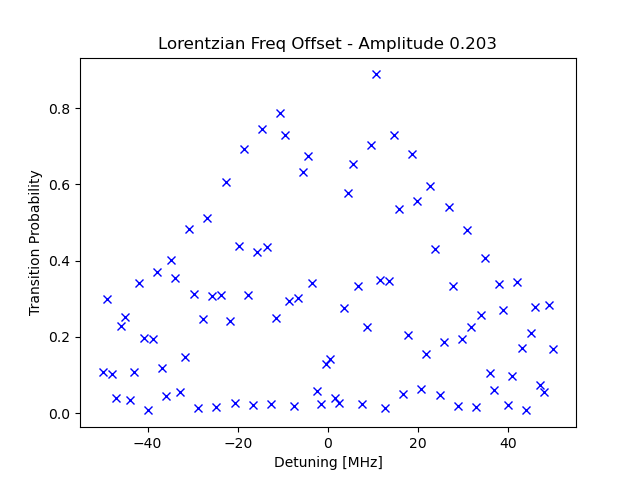 Lorentzian Freq Offset - Amplitude 0.203
Transition Probability
0.8
0.6
0.4
0.2
0.0
−40 −20 0 20 40
Detuning [MHz]